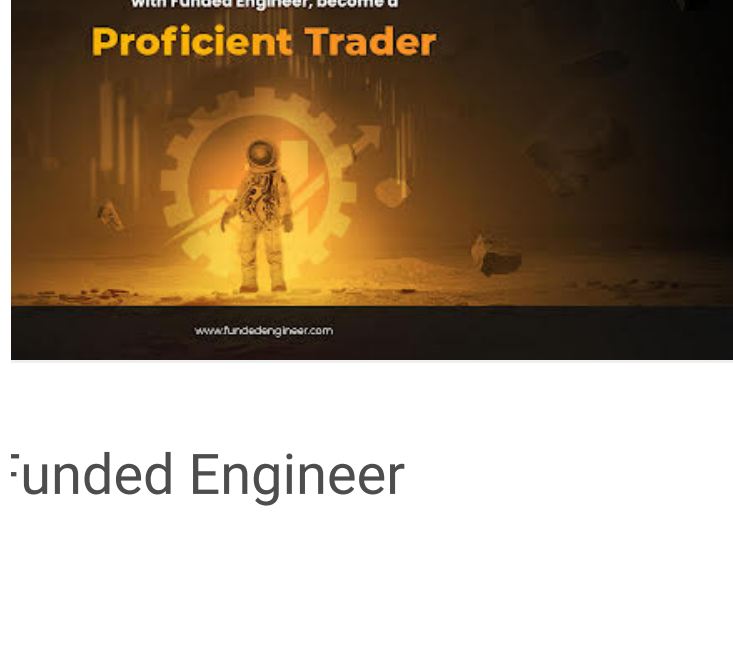 with Funded Engineer, become a
Proficient Trader
www.fundedengineer.com
Funded Engineer